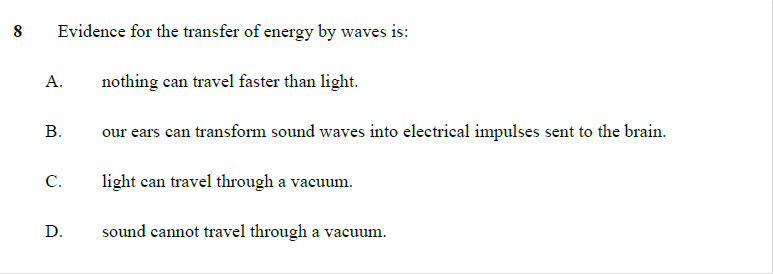 8 Evidence for the transfer of energy by waves is:
A. nothing can travel faster than light.
B. our ears can transform sound waves into electrical impulses sent to the brain.
C. light can travel through a vacuum.
D. sound cannot travel through a vacuum.